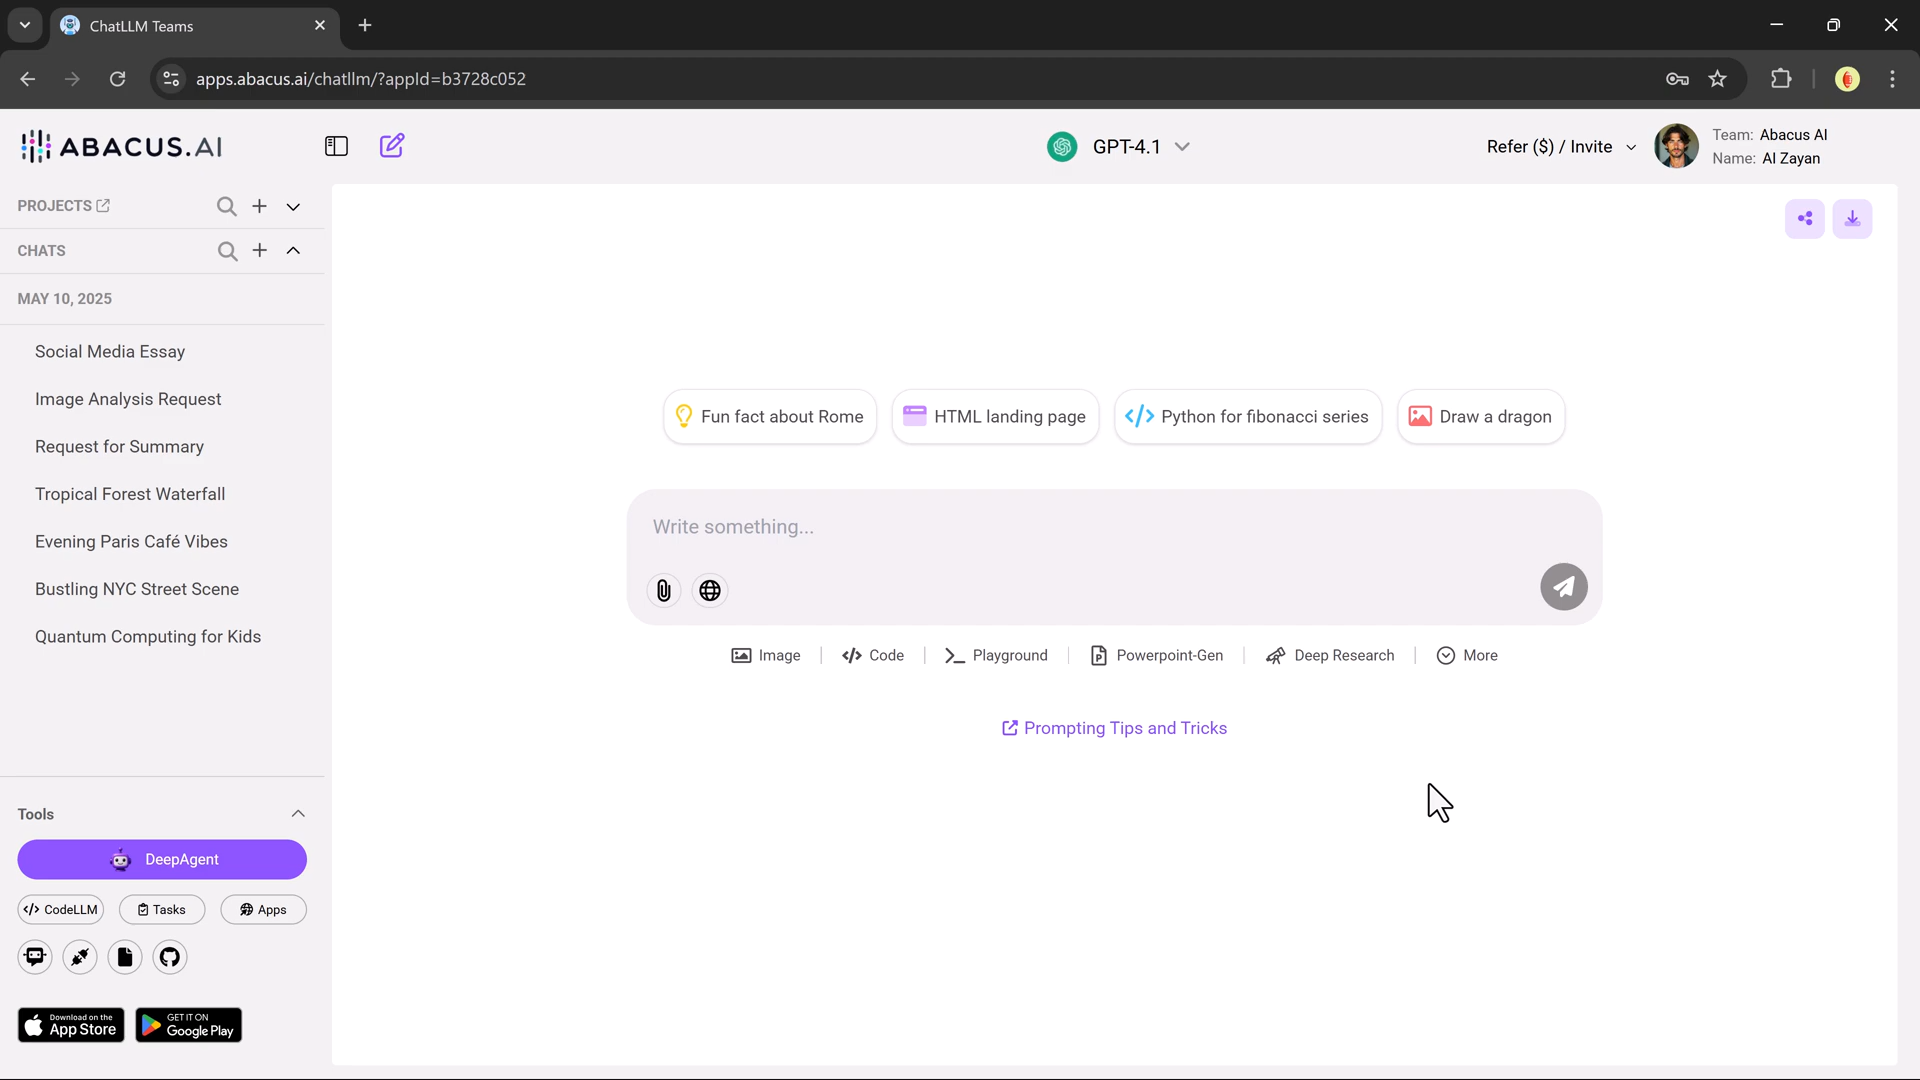 ChatLLM Teams
apps.abacus.ai/chatllm/?appId=b3728c052
ABACUS.AI
GPT-4.1
Refer ($) / Invite
Team: Abacus AI
Name: AI Zayan
PROJECTS
CHATS
MAY 10, 2025
Social Media Essay
Image Analysis Request
Request for Summary
Tropical Forest Waterfall
Evening Paris Café Vibes
Bustling NYC Street Scene
Quantum Computing for Kids
Fun fact about Rome
HTML landing page
Python for fibonacci series
Draw a dragon
Write something...
Image
Code
Playground
Powerpoint-Gen
Deep Research
More
Prompting Tips and Tricks
Tools
DeepAgent
CodeLLM
Tasks
Apps
Download on the
App Store
GET IT ON
Google Play